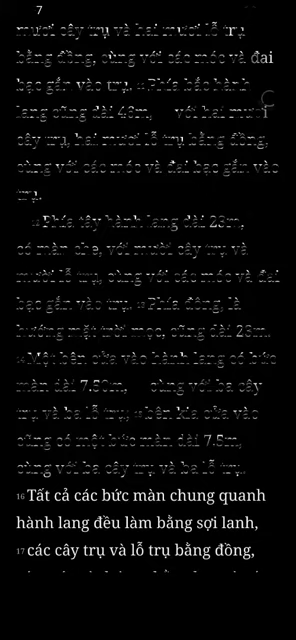 7
mươi cây trụ và hai mươi lỗ trụ
bằng đồng, cùng với các móc và đai
bạc gắn vào trụ. Phía bắc hành
lang cũng dài 46m, với hai mươi
cây trụ, hai mươi lỗ trụ bằng đồng,
cùng với các móc và đai bạc gắn vào
trụ.
Phía tây hành lang dài 23m,
có màn che, với mười cây trụ và
mười lỗ trụ, cùng với các móc và đai
bạc gắn vào trụ. Phía đông, là
hướng mặt trời mọc, cũng dài 23m.
Một bên cửa vào hành lang có bức
màn dài 7.50m, cùng với ba cây
trụ và ba lỗ trụ; bên kia cửa vào
cũng có một bức màn dài 7.5m,
cùng với ba cây trụ và ba lỗ trụ.
16 Tất cả các bức màn chung quanh
hành lang đều làm bằng sợi lanh,
17 các cây trụ và lỗ trụ bằng đồng,